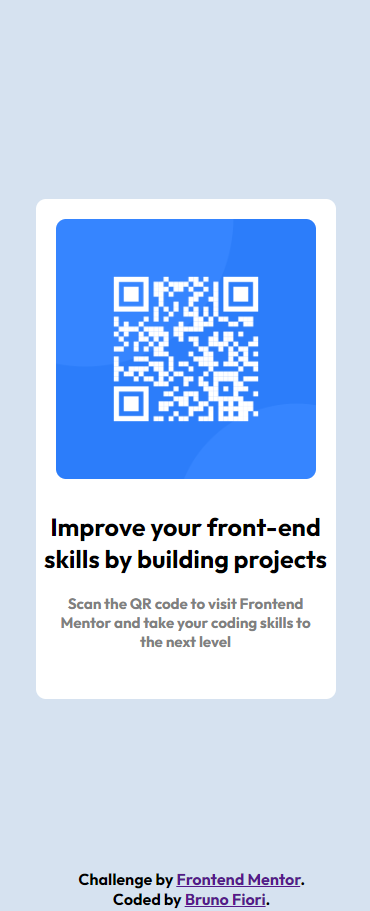 Improve your front-end
skills by building projects
Scan the QR code to visit Frontend
Mentor and take your coding skills to
the next level
Challenge by Frontend Mentor.
Coded by Bruno Fiori.